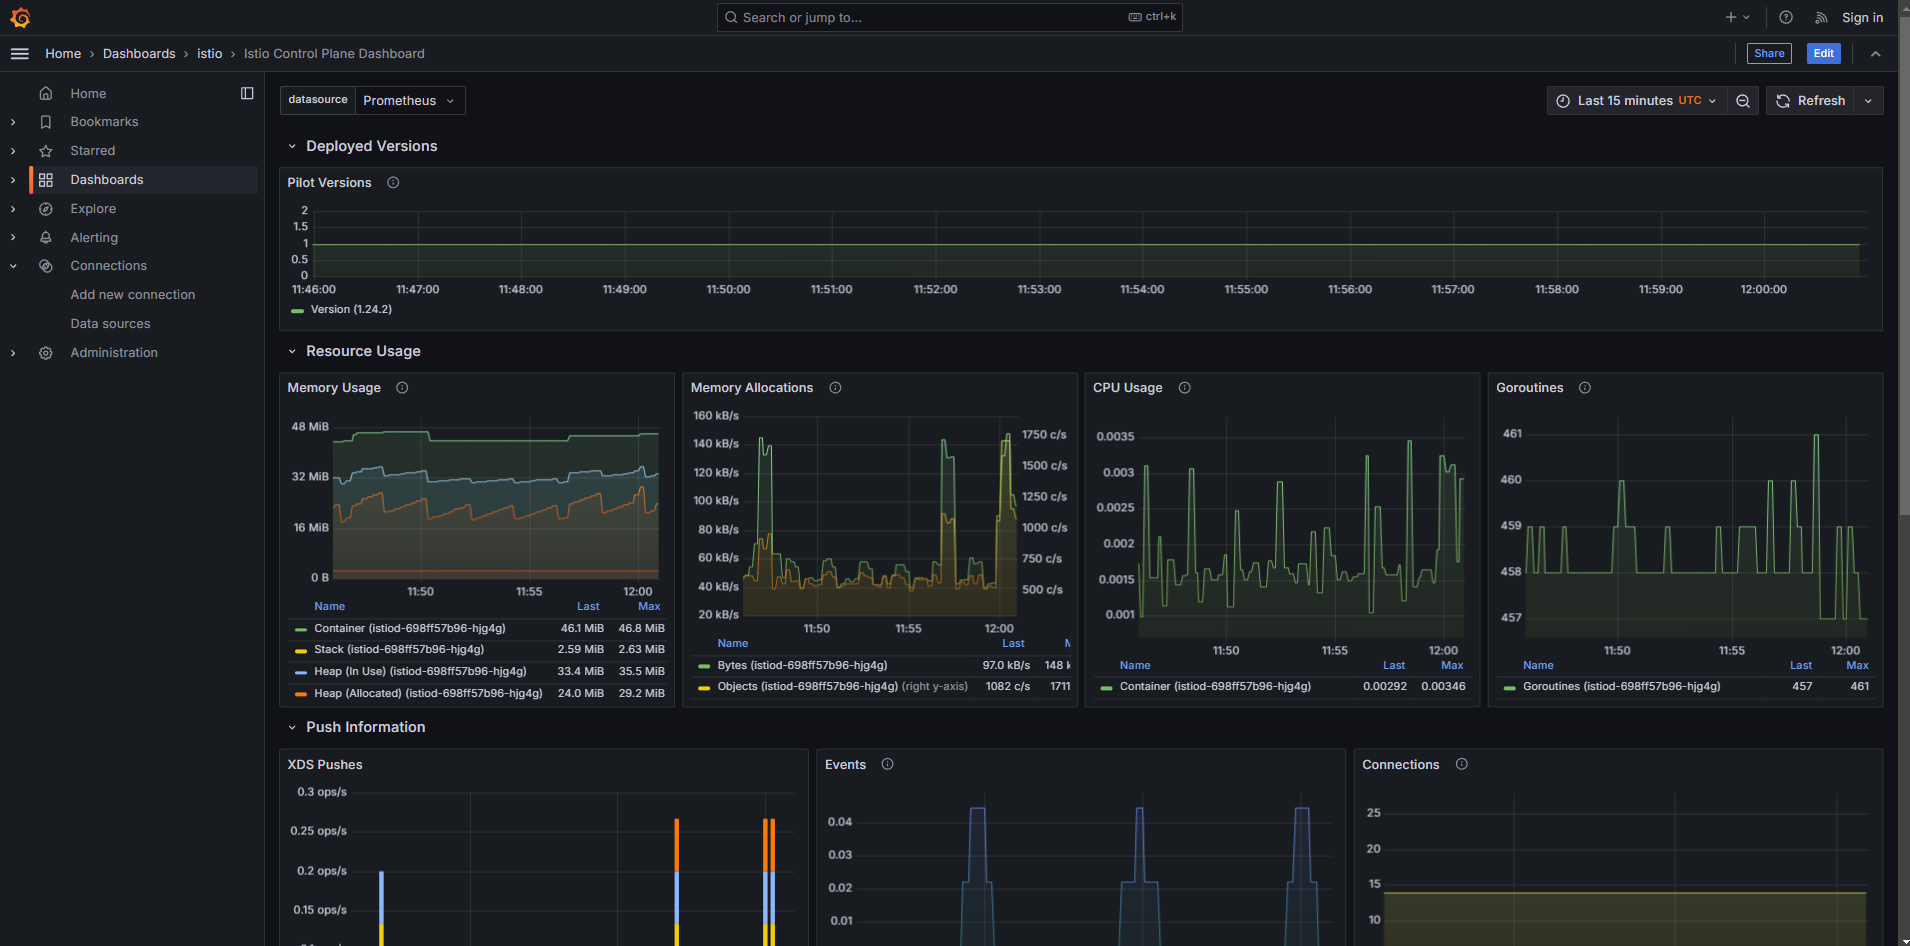 Search or jump to...
ctrl+k
Sign in
Home › Dashboards › istio › Istio Control Plane Dashboard
Share
Edit
Home
Bookmarks
Starred
Dashboards
Explore
Alerting
Connections
Add new connection
Data sources
Administration
datasource
Prometheus
Last 15 minutes UTC
Refresh
Deployed Versions
Pilot Versions
2
1.5
1
0.5
0
11:46:00 11:47:00 11:48:00 11:49:00 11:50:00 11:51:00 11:52:00 11:53:00 11:54:00 11:55:00 11:56:00 11:57:00 11:58:00 11:59:00 12:00:00
Version (1.24.2)
Resource Usage
Memory Usage
48 MiB
32 MiB
16 MiB
0 B
11:50 11:55 12:00
Name Last Max
Container (istiod-698ff57b96-hjg4g) 46.1 MiB 46.8 MiB
Stack (istiod-698ff57b96-hjg4g) 2.59 MiB 2.63 MiB
Heap (In Use) (istiod-698ff57b96-hjg4g) 33.4 MiB 35.5 MiB
Heap (Allocated) (istiod-698ff57b96-hjg4g) 24.0 MiB 29.2 MiB
Memory Allocations
160 kB/s
140 kB/s
120 kB/s
100 kB/s
80 kB/s
60 kB/s
40 kB/s
20 kB/s
1750 c/s
1500 c/s
1250 c/s
1000 c/s
750 c/s
500 c/s
11:50 11:55 12:00
Name Last
Bytes (istiod-698ff57b96-hjg4g) 97.0 kB/s 148 k
Objects (istiod-698ff57b96-hjg4g) (right y-axis) 1082 c/s 1711
CPU Usage
0.0035
0.003
0.0025
0.002
0.0015
0.001
11:50 11:55 12:00
Name Last Max
Container (istiod-698ff57b96-hjg4g) 0.00292 0.00346
Goroutines
461
460
459
458
457
11:50 11:55 12:00
Name Last Max
Goroutines (istiod-698ff57b96-hjg4g) 457 461
Push Information
XDS Pushes
0.3 ops/s
0.25 ops/s
0.2 ops/s
0.15 ops/s
Events
0.04
0.03
0.02
0.01
Connections
25
20
15
10